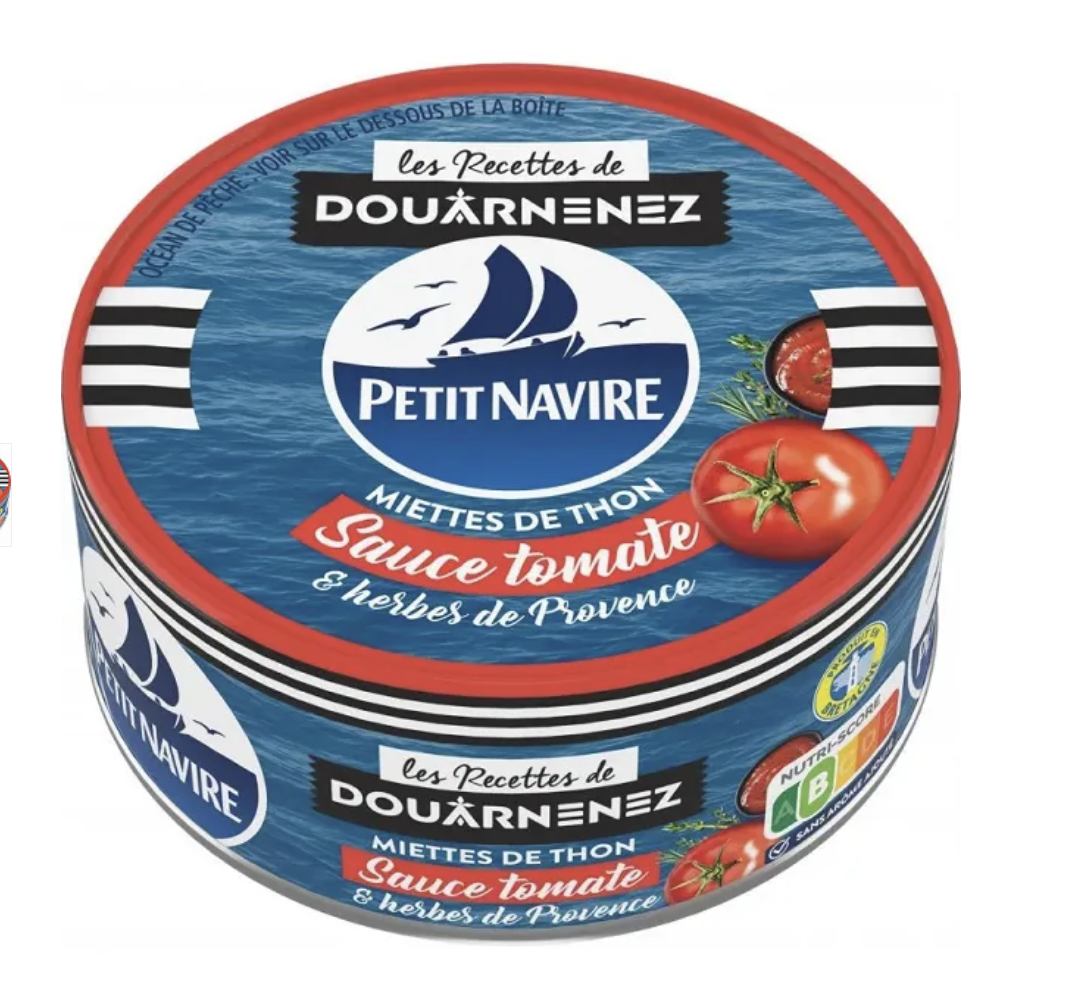 OCÉAN DE PÊCHE : VOIR SUR LE DESSOUS DE LA BOÎTE
les Recettes de
DOUARNENEZ
PETIT NAVIRE
MIETTES DE THON
Sauce tomate
& herbes de Provence
PETIT NAVIRE
les Recettes de
DOUARNENEZ
MIETTES DE THON
Sauce tomate
& herbes de Provence
PRODUIT EN
BRETAGNE
NUTRI-SCORE
A B C D E
SANS ARÔME AJOUTÉ